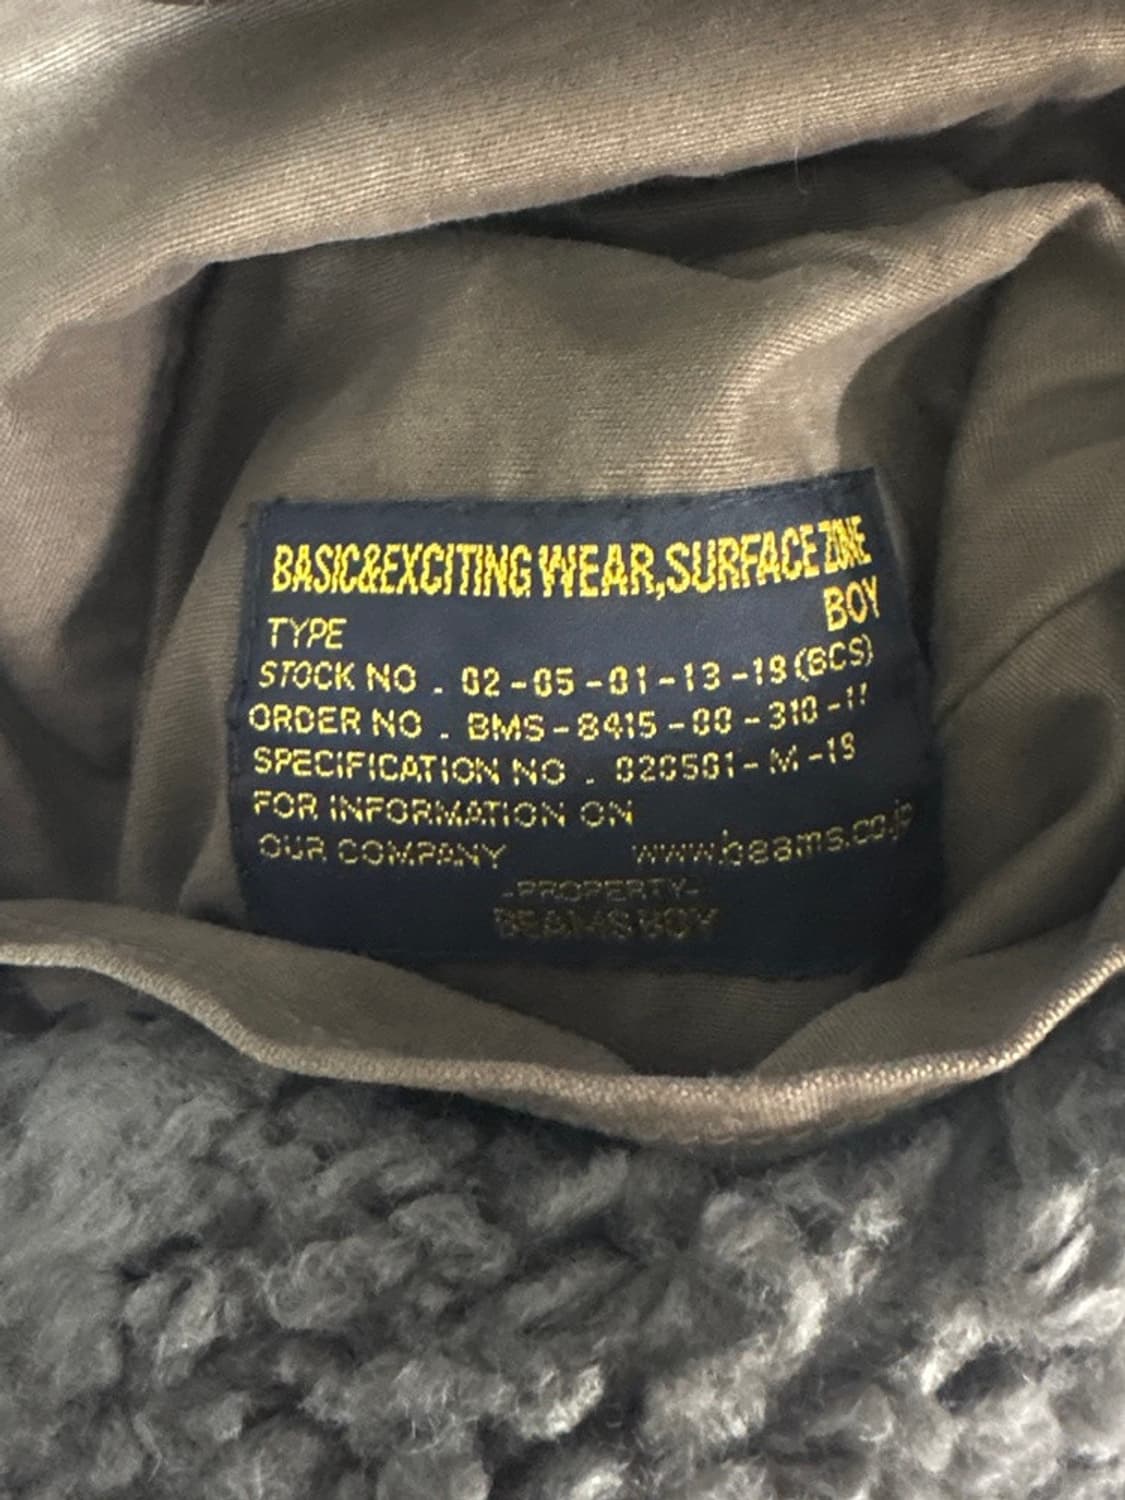 BASIC&EXCITING WEAR,SURFACE ZONE
BOY
TYPE
STOCK NO . 02-05-01-13-19(BCS)
ORDER NO . BMS-8415-00-310-11
SPECIFICATION NO . 020501-M-19
FOR INFORMATION ON
OUR COMPANY www.beams.co.jp
-PROPERTY-
BEAMS BOY